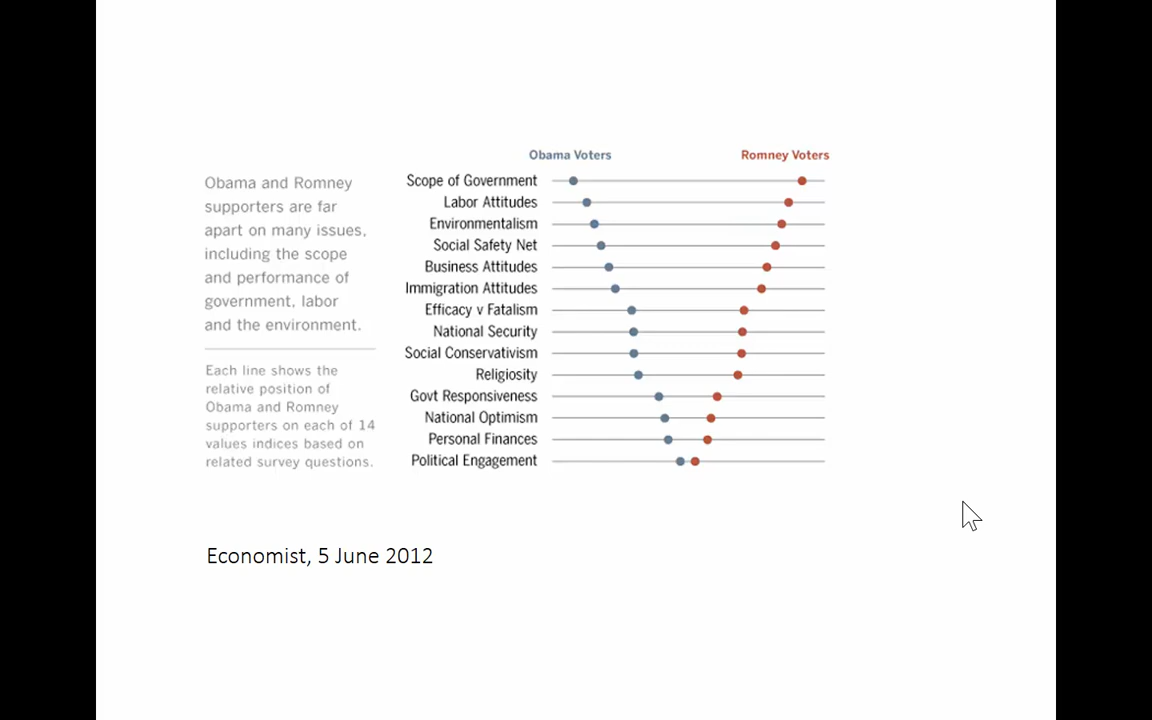 Obama Voters Romney Voters
Obama and Romney
supporters are far
apart on many issues,
including the scope
and performance of
government, labor
and the environment.
Each line shows the
relative position of
Obama and Romney
supporters on each of 14
values indices based on
related survey questions.
Scope of Government
Labor Attitudes
Environmentalism
Social Safety Net
Business Attitudes
Immigration Attitudes
Efficacy v Fatalism
National Security
Social Conservativism
Religiosity
Govt Responsiveness
National Optimism
Personal Finances
Political Engagement
Economist, 5 June 2012